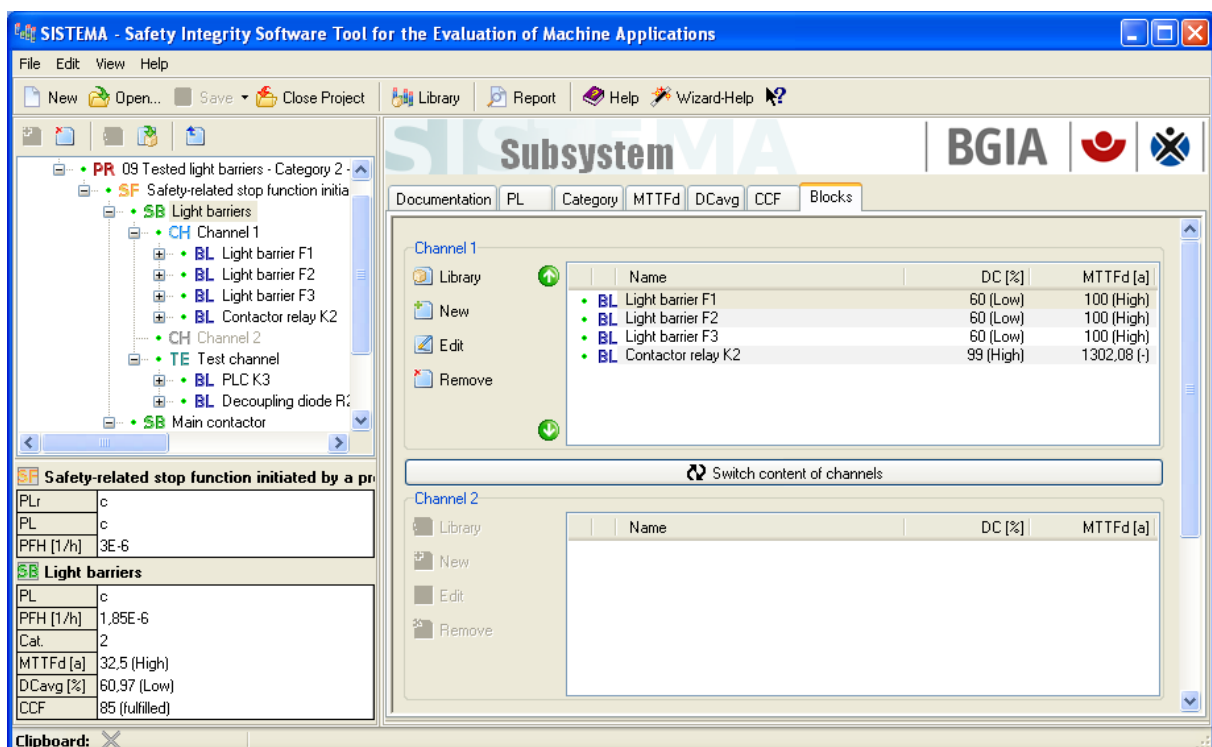 SISTEMA - Safety Integrity Software Tool for the Evaluation of Machine Applications
File Edit View Help
New Open... Save Close Project Library Report Help Wizard-Help
SISTEMA
Subsystem
BGIA
PR 09 Tested light barriers - Category 2 -
SF Safety-related stop function initia
SB Light barriers
CH Channel 1
BL Light barrier F1
BL Light barrier F2
BL Light barrier F3
BL Contactor relay K2
CH Channel 2
TE Test channel
BL PLC K3
BL Decoupling diode R2
SB Main contactor
SF Safety-related stop function initiated by a pr
PLr c
PL c
PFH [1/h] 3E-6
SB Light barriers
PL c
PFH [1/h] 1,85E-6
Cat. 2
MTTFd [a] 32,5 (High)
DCavg [%] 60,97 (Low)
CCF 85 (fulfilled)
Documentation PL Category MTTFd DCavg CCF Blocks
Channel 1
Library
New
Edit
Remove
Name DC [%] MTTFd [a]
BL Light barrier F1 60 (Low) 100 (High)
BL Light barrier F2 60 (Low) 100 (High)
BL Light barrier F3 60 (Low) 100 (High)
BL Contactor relay K2 99 (High) 1302,08 (-)
Switch content of channels
Channel 2
Library
New
Edit
Remove
Name DC [%] MTTFd [a]
Clipboard: